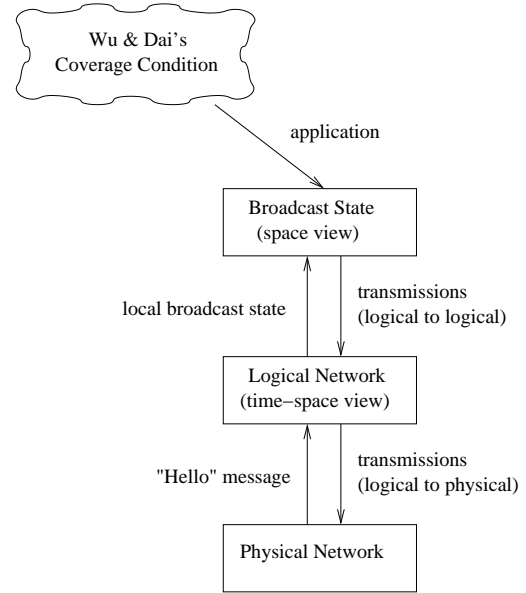 Wu & Dai's
Coverage Condition
application
Broadcast State
(space view)
local broadcast state
transmissions
(logical to logical)
Logical Network
(time−space view)
"Hello" message
transmissions
(logical to physical)
Physical Network